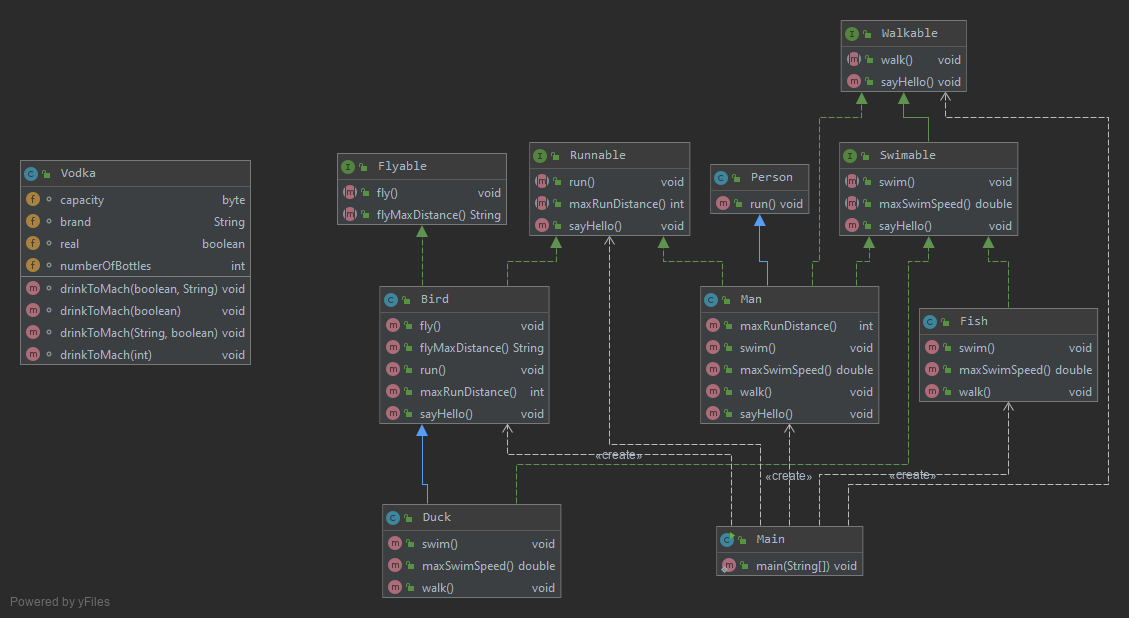 Walkable
walk() void
sayHello() void
Vodka
capacity byte
brand String
real boolean
numberOfBottles int
drinkToMach(boolean, String) void
drinkToMach(boolean) void
drinkToMach(String, boolean) void
drinkToMach(int) void
Flyable
fly() void
flyMaxDistance() String
Runnable
run() void
maxRunDistance() int
sayHello() void
Person
run() void
Swimable
swim() void
maxSwimSpeed() double
sayHello() void
Bird
fly() void
flyMaxDistance() String
run() void
maxRunDistance() int
sayHello() void
Man
maxRunDistance() int
swim() void
maxSwimSpeed() double
walk() void
sayHello() void
Fish
swim() void
maxSwimSpeed() double
walk() void
«create»
«create»
«create»
Duck
swim() void
maxSwimSpeed() double
walk() void
Main
main(String[]) void
Powered by yFiles